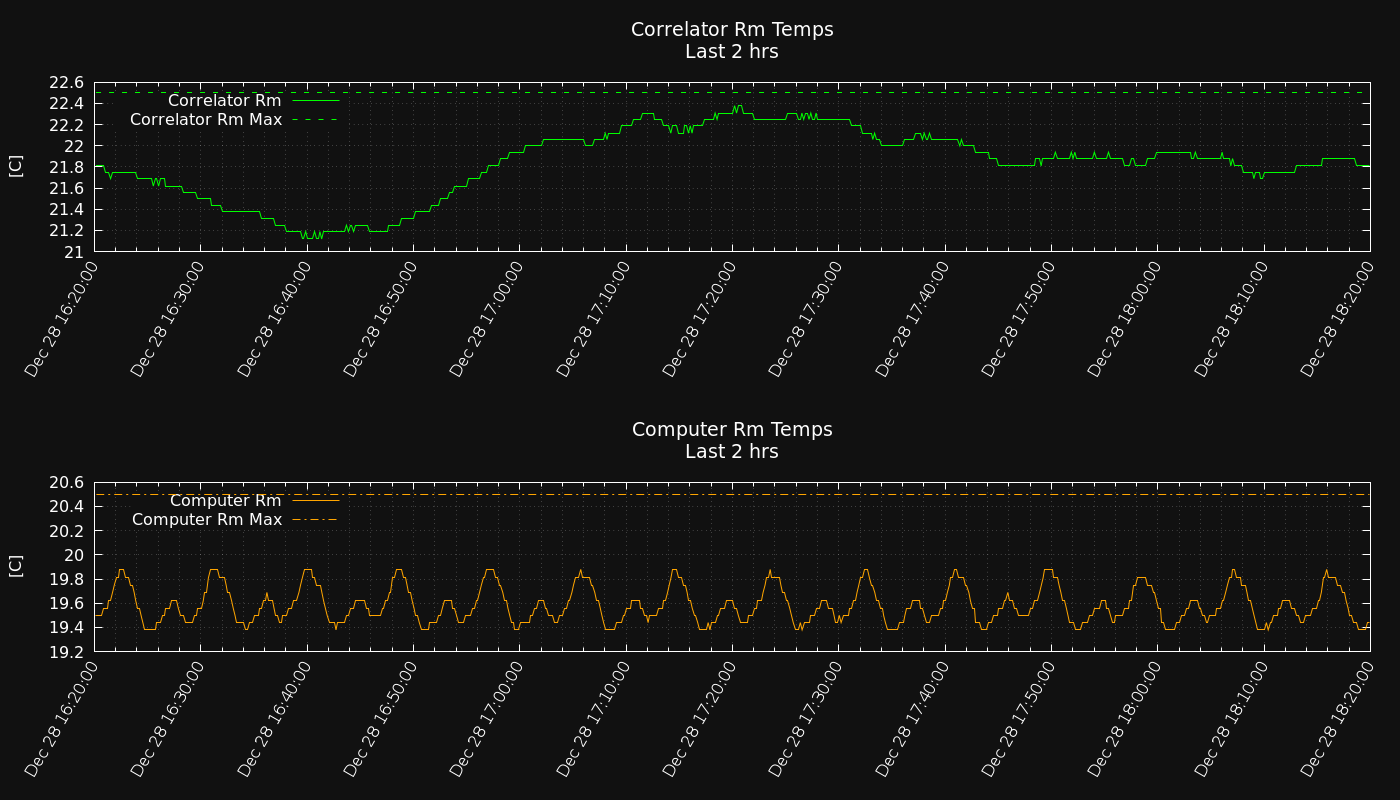 Correlator Rm Temps
Last 2 hrs
22.6
22.4
22.2
22
21.8
21.6
21.4
21.2
21
[C]
Correlator Rm
Correlator Rm Max
Dec 28 16:20:00
Dec 28 16:30:00
Dec 28 16:40:00
Dec 28 16:50:00
Dec 28 17:00:00
Dec 28 17:10:00
Dec 28 17:20:00
Dec 28 17:30:00
Dec 28 17:40:00
Dec 28 17:50:00
Dec 28 18:00:00
Dec 28 18:10:00
Dec 28 18:20:00
Computer Rm Temps
Last 2 hrs
20.6
20.4
20.2
20
19.8
19.6
19.4
19.2
[C]
Computer Rm
Computer Rm Max
Dec 28 16:20:00
Dec 28 16:30:00
Dec 28 16:40:00
Dec 28 16:50:00
Dec 28 17:00:00
Dec 28 17:10:00
Dec 28 17:20:00
Dec 28 17:30:00
Dec 28 17:40:00
Dec 28 17:50:00
Dec 28 18:00:00
Dec 28 18:10:00
Dec 28 18:20:00